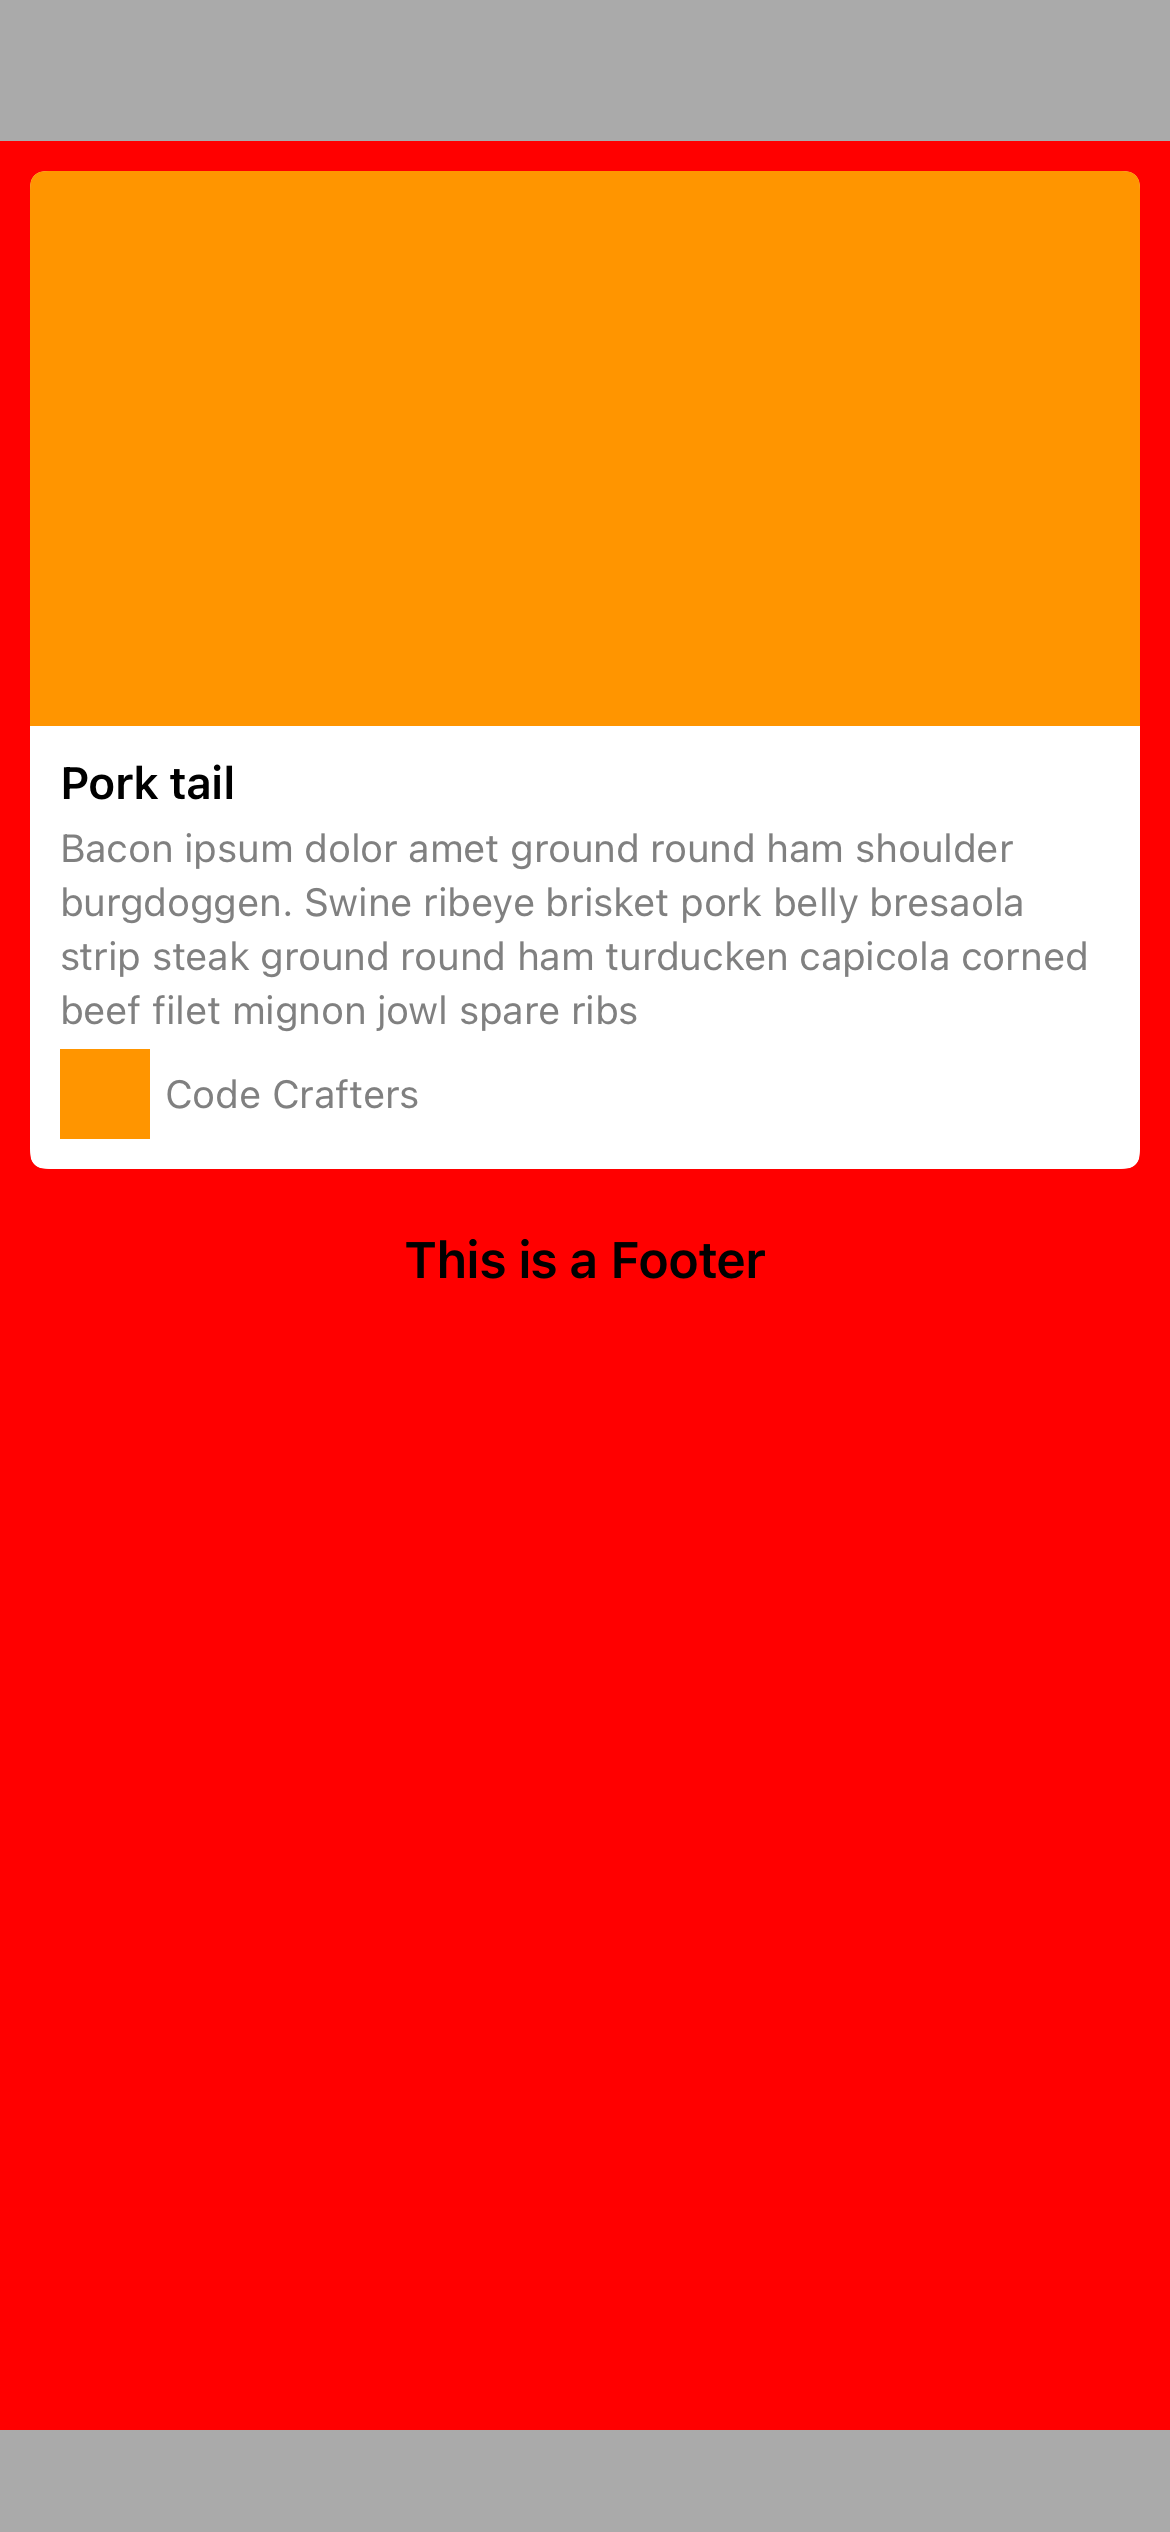 Pork tail
Bacon ipsum dolor amet ground round ham shoulder
burgdoggen. Swine ribeye brisket pork belly bresaola
strip steak ground round ham turducken capicola corned
beef filet mignon jowl spare ribs
Code Crafters
This is a Footer